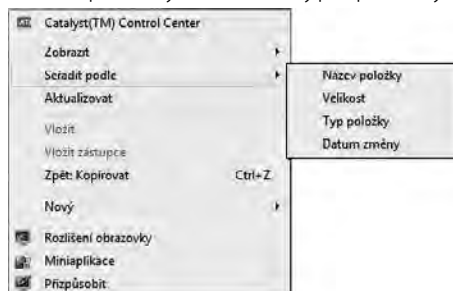 Catalyst(TM) Control Center
Zobrazit
Seřadit podle
Aktualizovat
Vložit
Vložit zástupce
Zpět: Kopírovat Ctrl+Z
Nový
Rozlišení obrazovky
Miniaplikace
Přizpůsobit
Název položky
Velikost
Typ položky
Datum změny